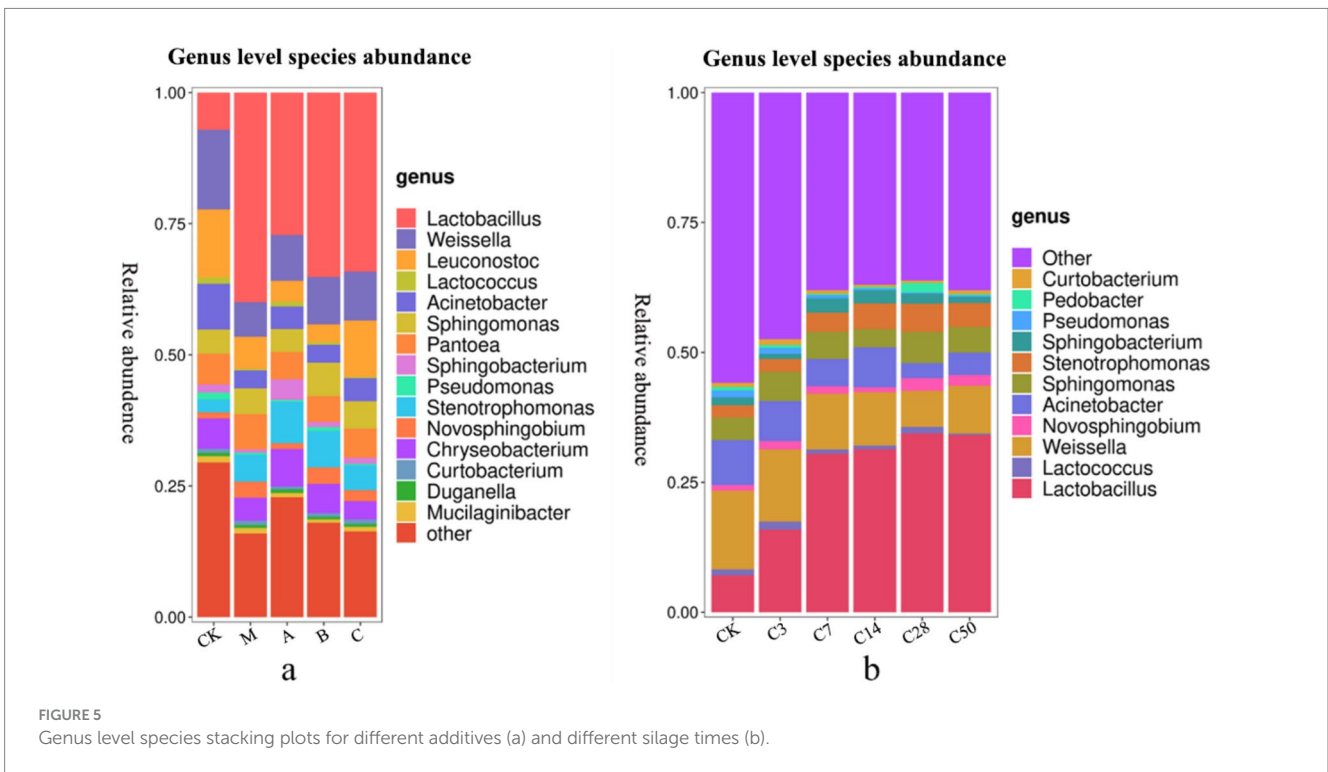 Genus level species abundance
1.00
0.75
0.50
0.25
0.00
Relative abundence
CK
M
A
B
C
genus
Lactobacillus
Weissella
Leuconostoc
Lactococcus
Acinetobacter
Sphingomonas
Pantoea
Sphingobacterium
Pseudomonas
Stenotrophomonas
Novosphingobium
Chryseobacterium
Curtobacterium
Duganella
Mucilaginibacter
other
a
Genus level species abundance
1.00
0.75
0.50
0.25
0.00
Relative abundance
CK
C3
C7
C14
C28
C50
genus
Other
Curtobacterium
Pedobacter
Pseudomonas
Sphingobacterium
Stenotrophomonas
Sphingomonas
Acinetobacter
Novosphingobium
Weissella
Lactococcus
Lactobacillus
b
FIGURE 5
Genus level species stacking plots for different additives (a) and different silage times (b).